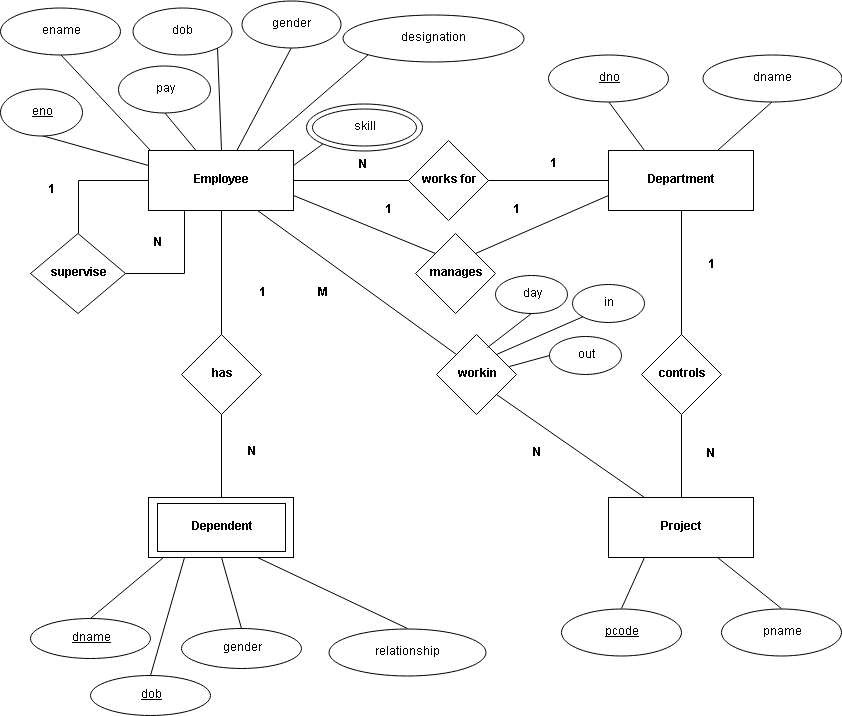 ename
dob
gender
designation
dno
dname
pay
eno
skill
Employee
N
works for
1
Department
1
1
1
N
supervise
manages
1
1
M
day
in
out
has
workin
controls
N
N
N
Dependent
Project
dname
gender
relationship
dob
pcode
pname